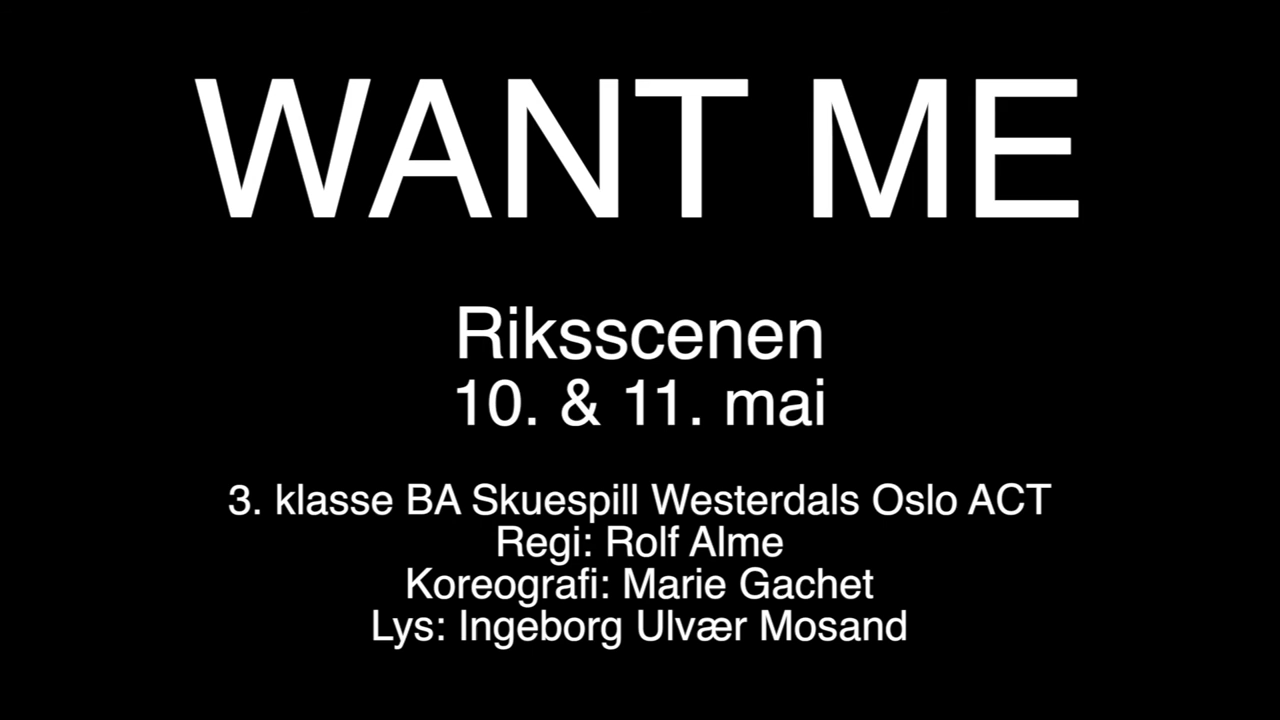 WANT ME
Riksscenen
10. & 11. mai
3. klasse BA Skuespill Westerdals Oslo ACT
Regi: Rolf Alme
Koreografi: Marie Gachet
Lys: Ingeborg Ulvær Mosand